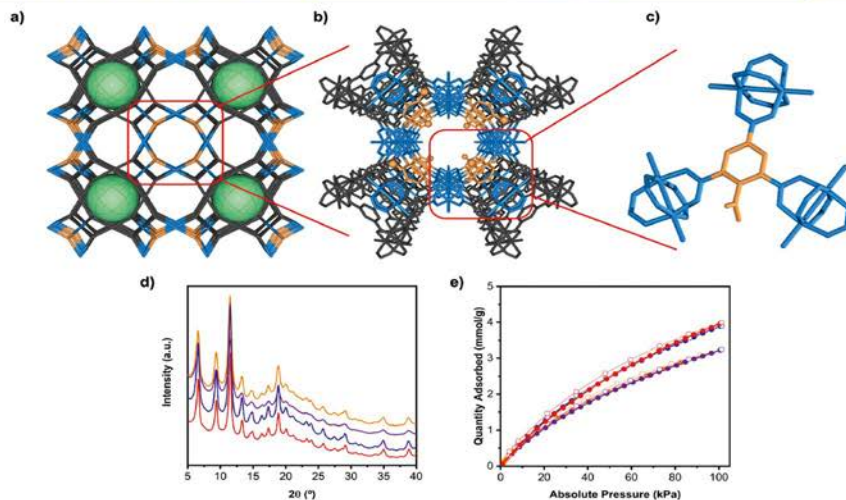 a)
b)
c)
d)
e)
Intensity (a.u.)
5 10 15 20 25 30 35 40
2θ (º)
Quantity Adsorbed (mmol/g)
5
4
3
2
1
0
0 20 40 60 80 100
Absolute Pressure (kPa)